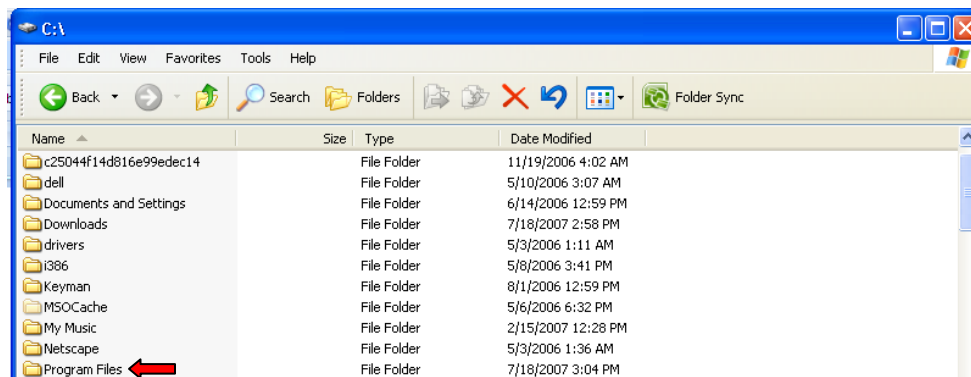 C:\
File Edit View Favorites Tools Help
Back Search Folders Folder Sync
Name Size Type Date Modified
c25044f14d816e99edec14 File Folder 11/19/2006 4:02 AM
dell File Folder 5/10/2006 3:07 AM
Documents and Settings File Folder 6/14/2006 12:59 PM
Downloads File Folder 7/18/2007 2:58 PM
drivers File Folder 5/3/2006 1:11 AM
i386 File Folder 5/8/2006 3:41 PM
Keyman File Folder 8/1/2006 12:59 PM
MSOCache File Folder 5/6/2006 6:32 PM
My Music File Folder 2/15/2007 12:28 PM
Netscape File Folder 5/3/2006 1:36 AM
Program Files File Folder 7/18/2007 3:04 PM